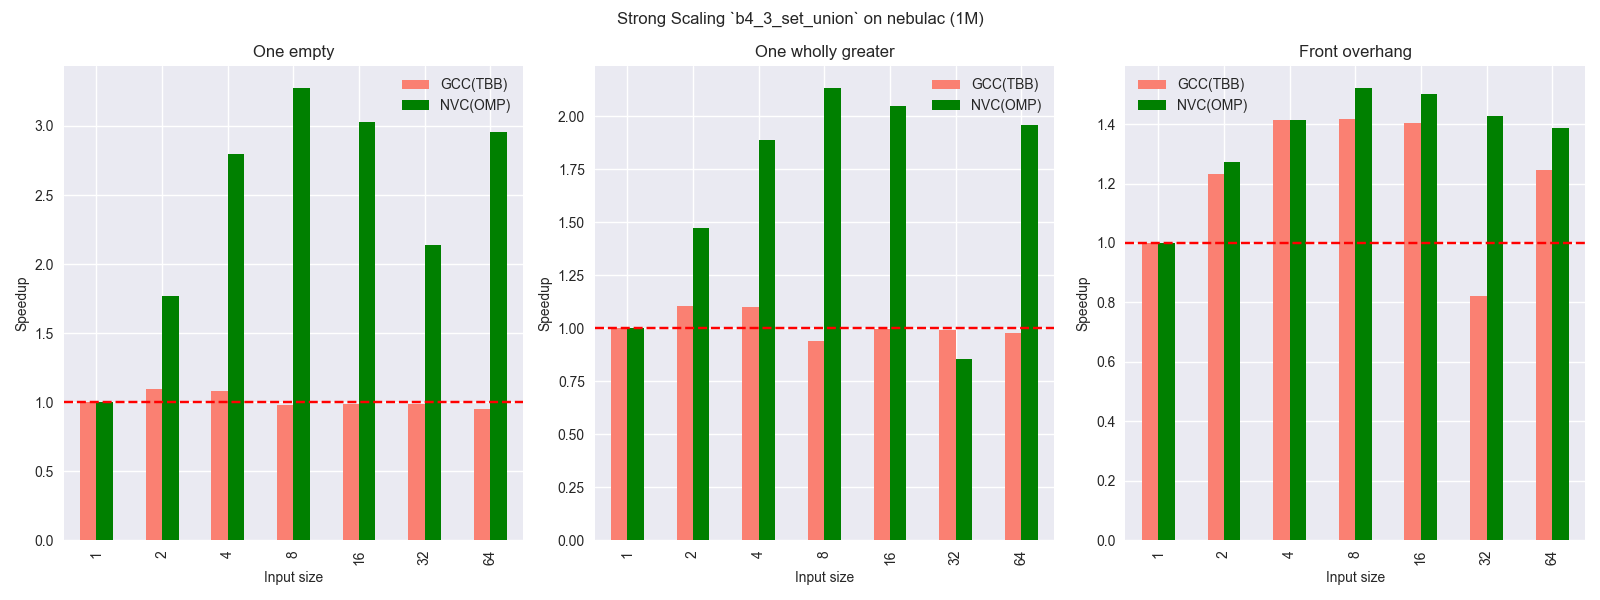 Strong Scaling `b4_3_set_union` on nebulac (1M)
One empty
GCC(TBB)
NVC(OMP)
Speedup
3.0
2.5
2.0
1.5
1.0
0.5
0.0
1 2 4 8 16 32 64
Input size
One wholly greater
GCC(TBB)
NVC(OMP)
Speedup
2.00
1.75
1.50
1.25
1.00
0.75
0.50
0.25
0.00
1 2 4 8 16 32 64
Input size
Front overhang
GCC(TBB)
NVC(OMP)
Speedup
1.4
1.2
1.0
0.8
0.6
0.4
0.2
0.0
1 2 4 8 16 32 64
Input size